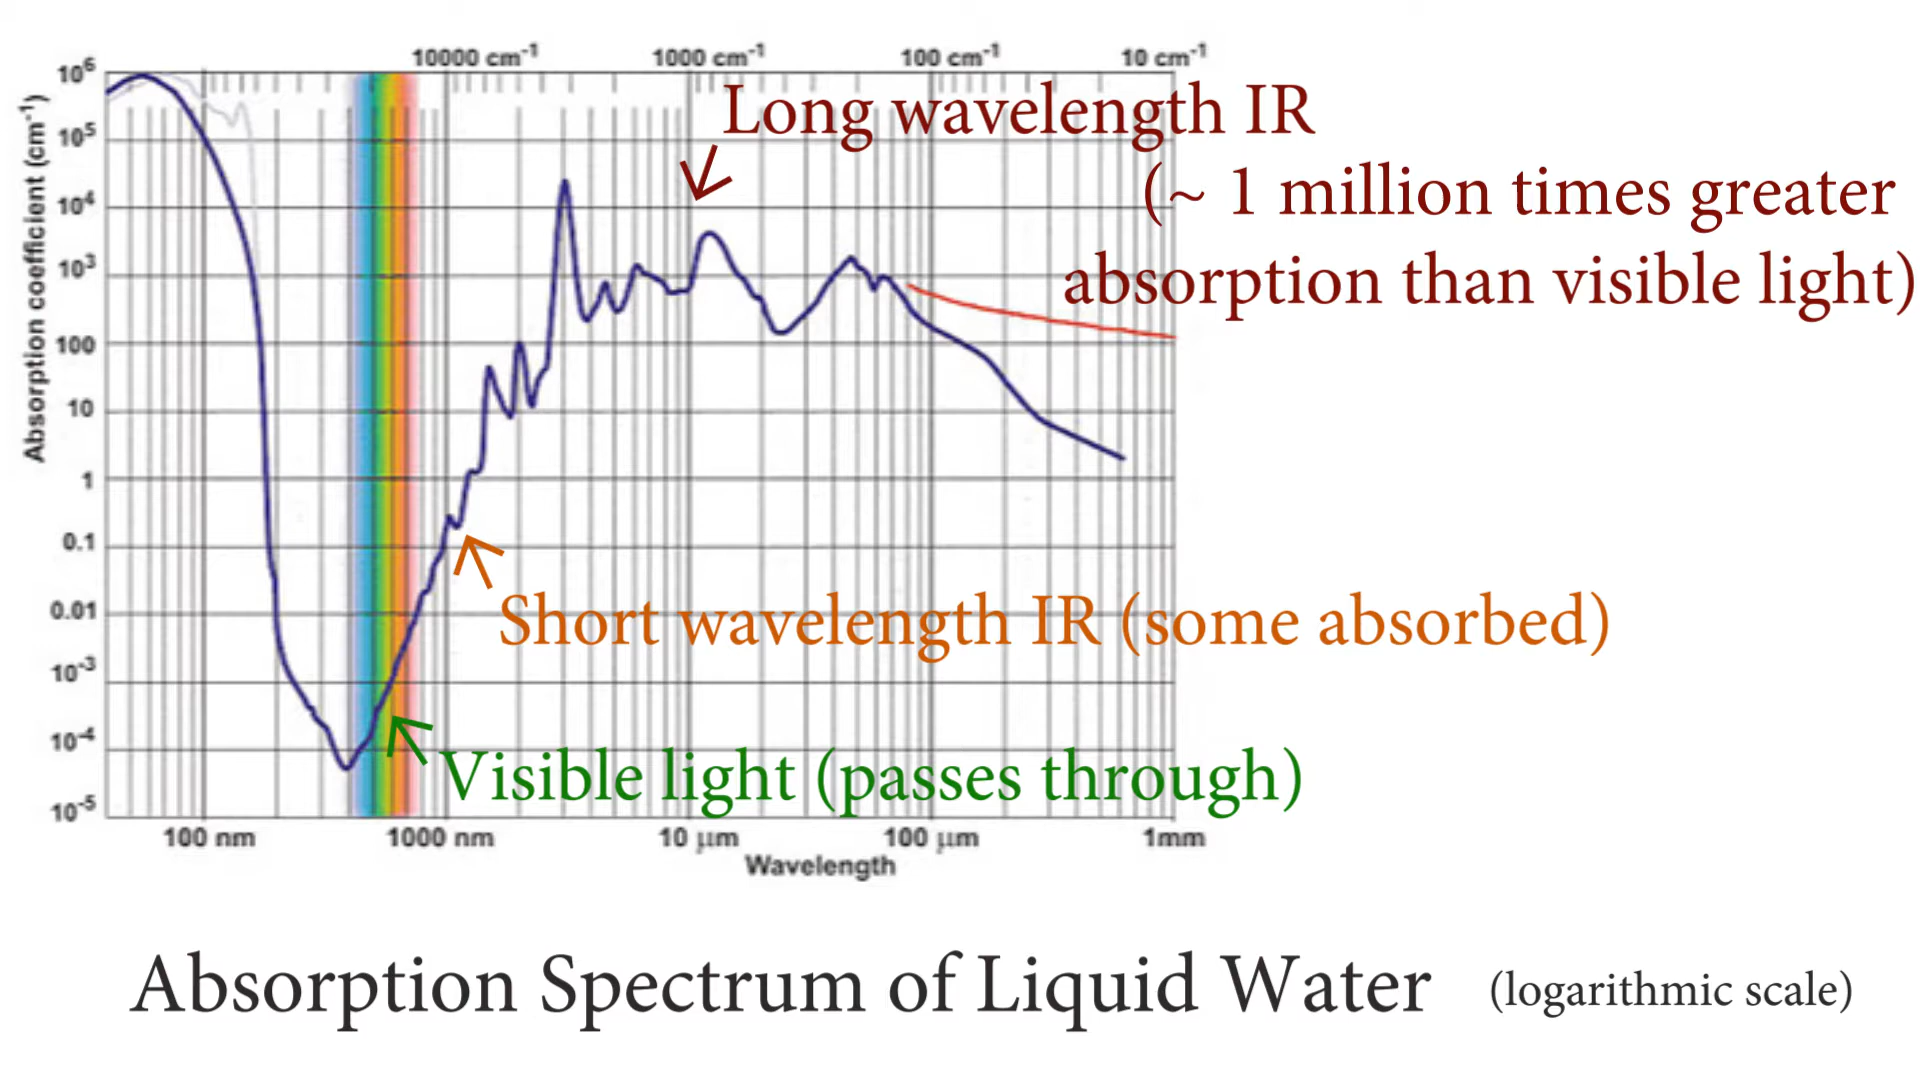 10000 cm⁻¹ 1000 cm⁻¹ 100 cm⁻¹ 10 cm⁻¹
Absorption coefficient (cm⁻¹)
10⁶
10⁵
10⁴
10³
100
10
1
0.1
0.01
10⁻³
10⁻⁴
10⁻⁵
Long wavelength IR
(~ 1 million times greater
absorption than visible light)
Short wavelength IR (some absorbed)
Visible light (passes through)
100 nm 1000 nm 10 µm 100 µm 1mm
Wavelength
Absorption Spectrum of Liquid Water (logarithmic scale)